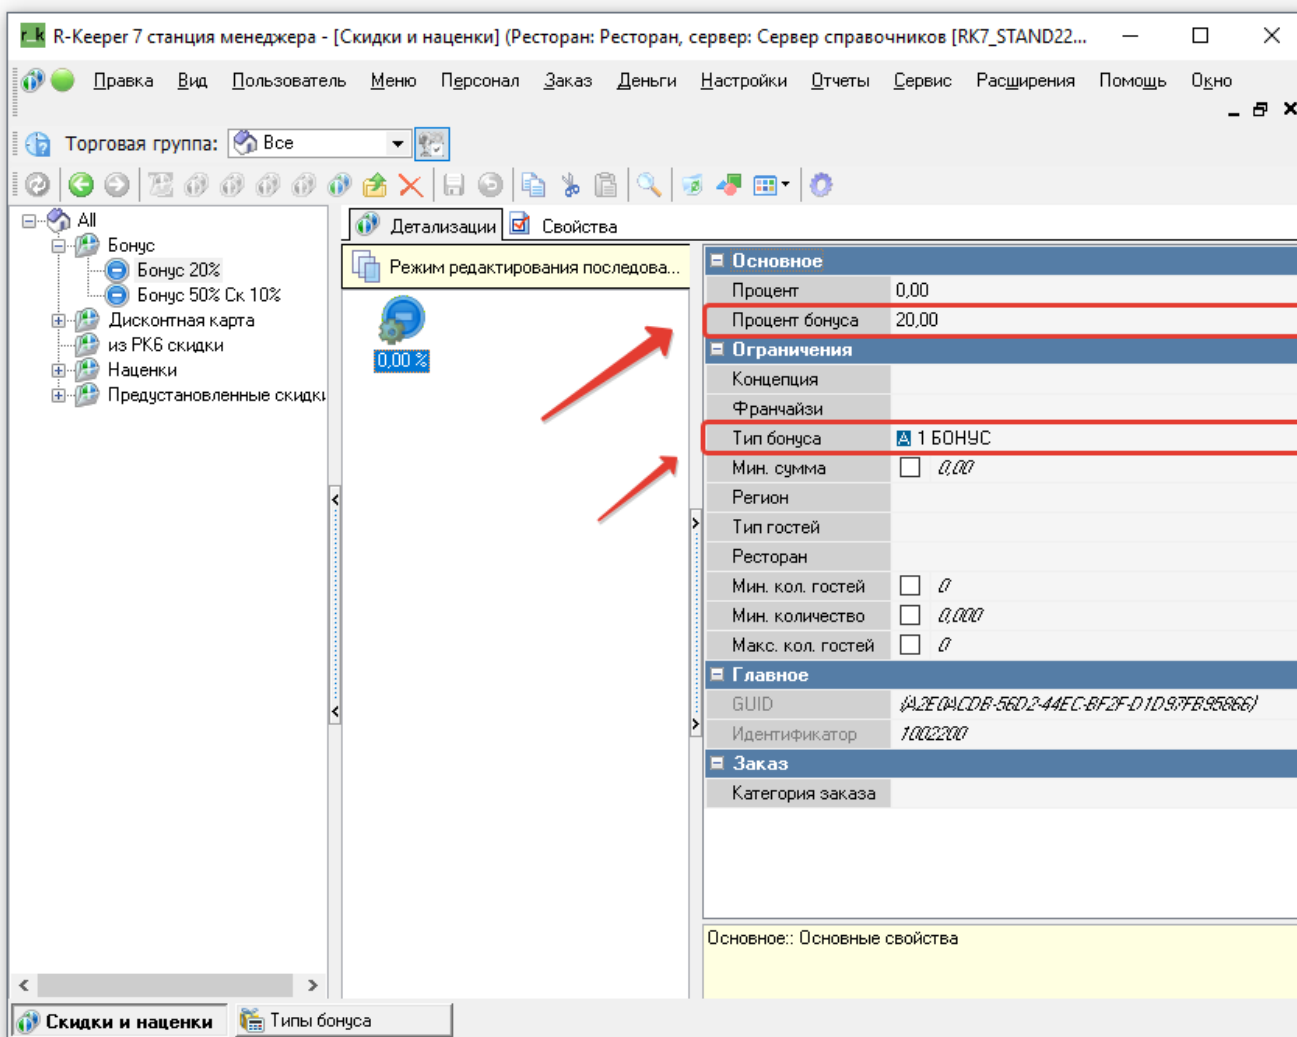 r_k R-Keeper 7 станция менеджера - [Скидки и наценки] (Ресторан: Ресторан, сервер: Сервер справочников [RK7_STAND22...
Правка Вид Пользователь Меню Персонал Заказ Деньги Настройки Отчеты Сервис Расширения Помощь Окно
Торговая группа: Все
All
Бонус
Бонус 20%
Бонус 50% Ск 10%
Дисконтная карта
из РК6 скидки
Наценки
Предустановленные скидки
Детализации Свойства
Режим редактирования последова...
0,00 %
Основное
Процент 0,00
Процент бонуса 20,00
Ограничения
Концепция
Франчайзи
Тип бонуса A 1 БОНУС
Мин. сумма 0,00
Регион
Тип гостей
Ресторан
Мин. кол. гостей 0
Мин. количество 0,000
Макс. кол. гостей 0
Главное
GUID {A2E0ACDB-56D2-44EC-BF2F-D1D97FB95866}
Идентификатор 1002200
Заказ
Категория заказа
Основное:: Основные свойства
Скидки и наценки Типы бонуса